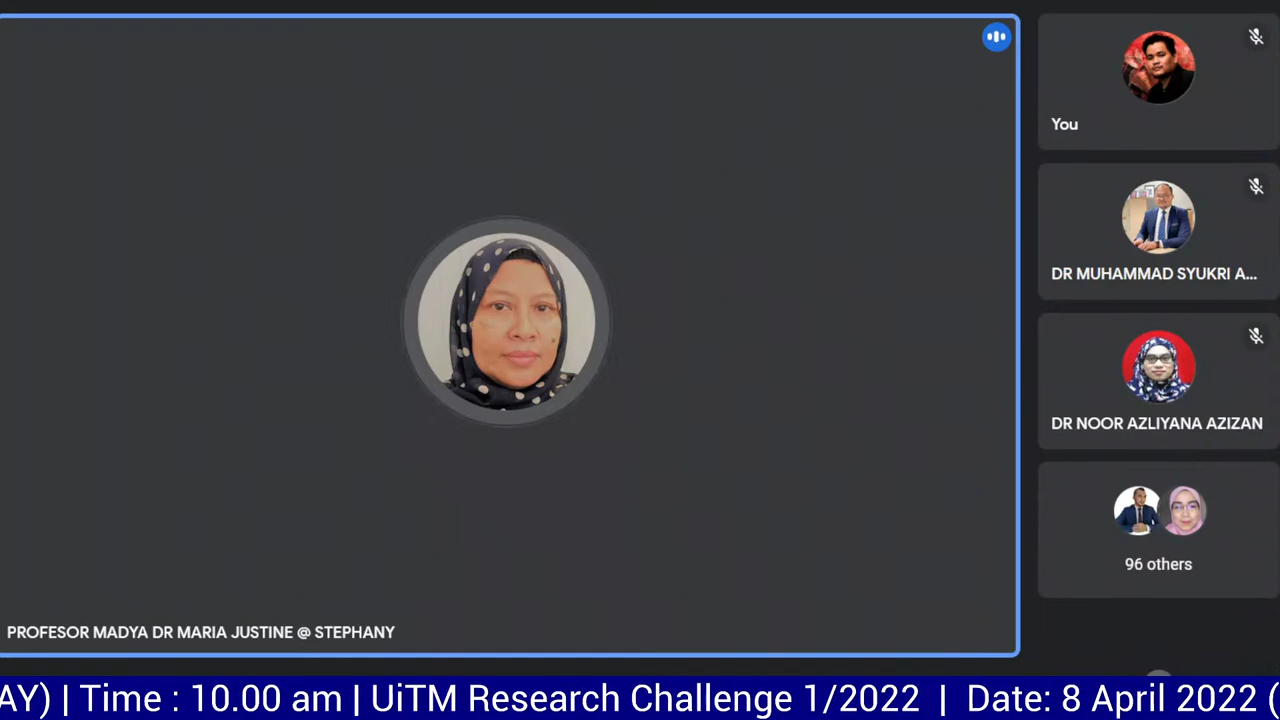 You
DR MUHAMMAD SYUKRI A...
DR NOOR AZLIYANA AZIZAN
96 others
PROFESOR MADYA DR MARIA JUSTINE @ STEPHANY
AY) | Time : 10.00 am | UiTM Research Challenge 1/2022 | Date: 8 April 2022 (